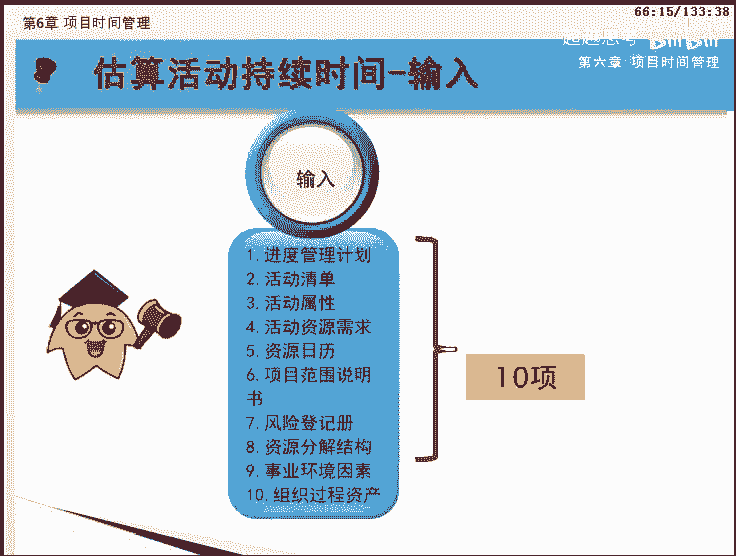 66:15/133:38
第6章 项目时间管理
bilibili
第六章 项目时间管理
估算活动持续时间-输入
输入
1.进度管理计划
2.活动清单
3.活动属性
4.活动资源需求
5.资源日历
6.项目范围说明
书
7.风险登记册
8.资源分解结构
9.事业环境因素
10.组织过程资产
10项